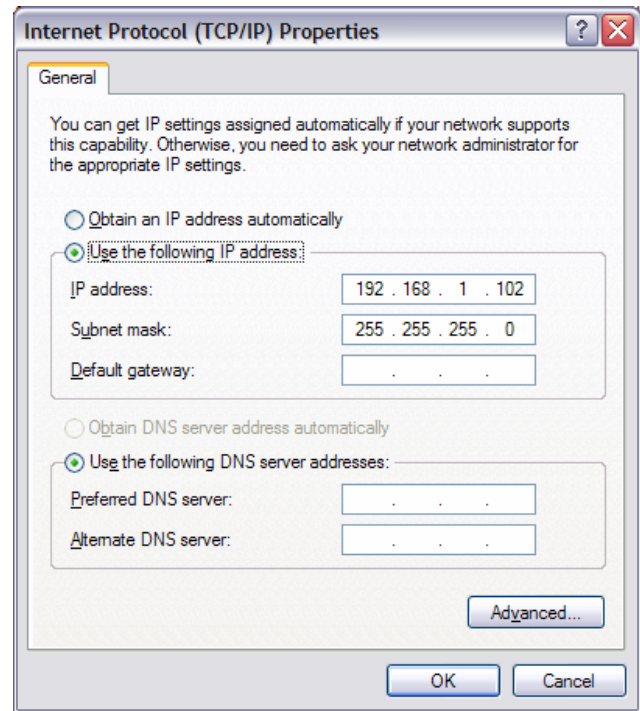 Internet Protocol (TCP/IP) Properties
General
You can get IP settings assigned automatically if your network supports
this capability. Otherwise, you need to ask your network administrator for
the appropriate IP settings.
Obtain an IP address automatically
Use the following IP address:
IP address: 192 . 168 . 1 . 102
Subnet mask: 255 . 255 . 255 . 0
Default gateway: . . .
Obtain DNS server address automatically
Use the following DNS server addresses:
Preferred DNS server: . . .
Alternate DNS server: . . .
Advanced...
OK Cancel